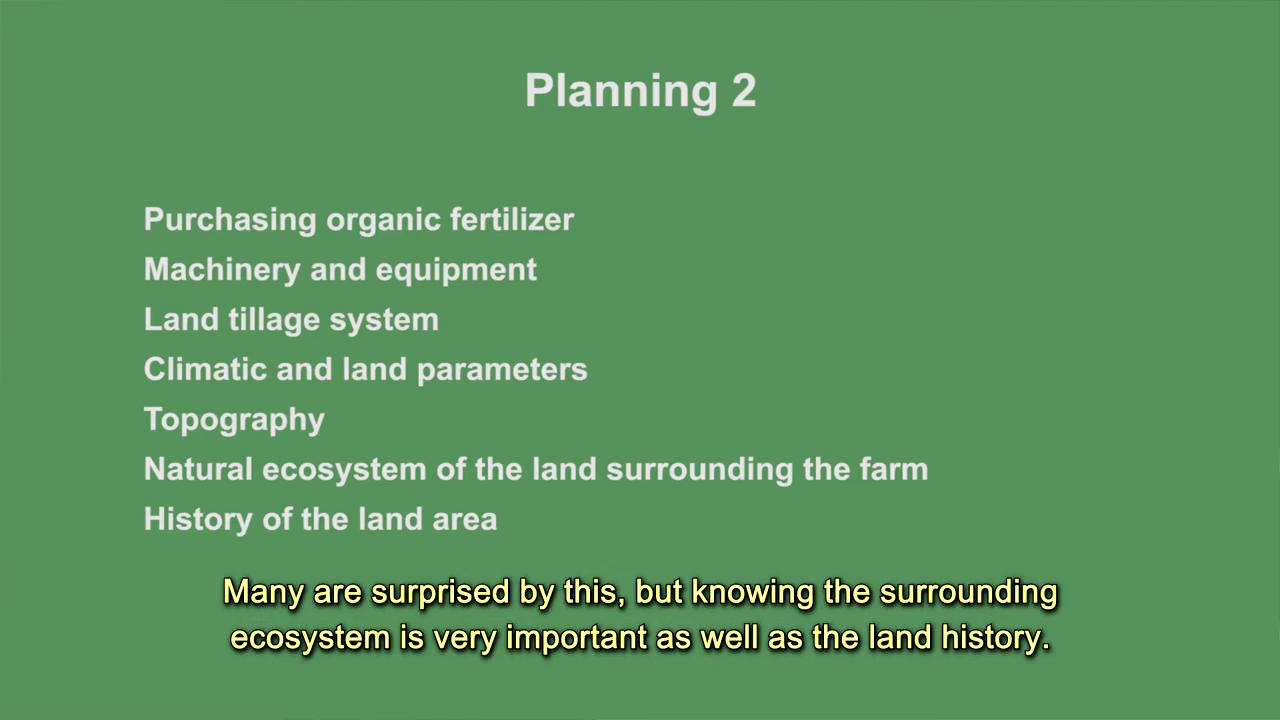 Planning 2
Purchasing organic fertilizer
Machinery and equipment
Land tillage system
Climatic and land parameters
Topography
Natural ecosystem of the land surrounding the farm
History of the land area
Many are surprised by this, but knowing the surrounding
ecosystem is very important as well as the land history.